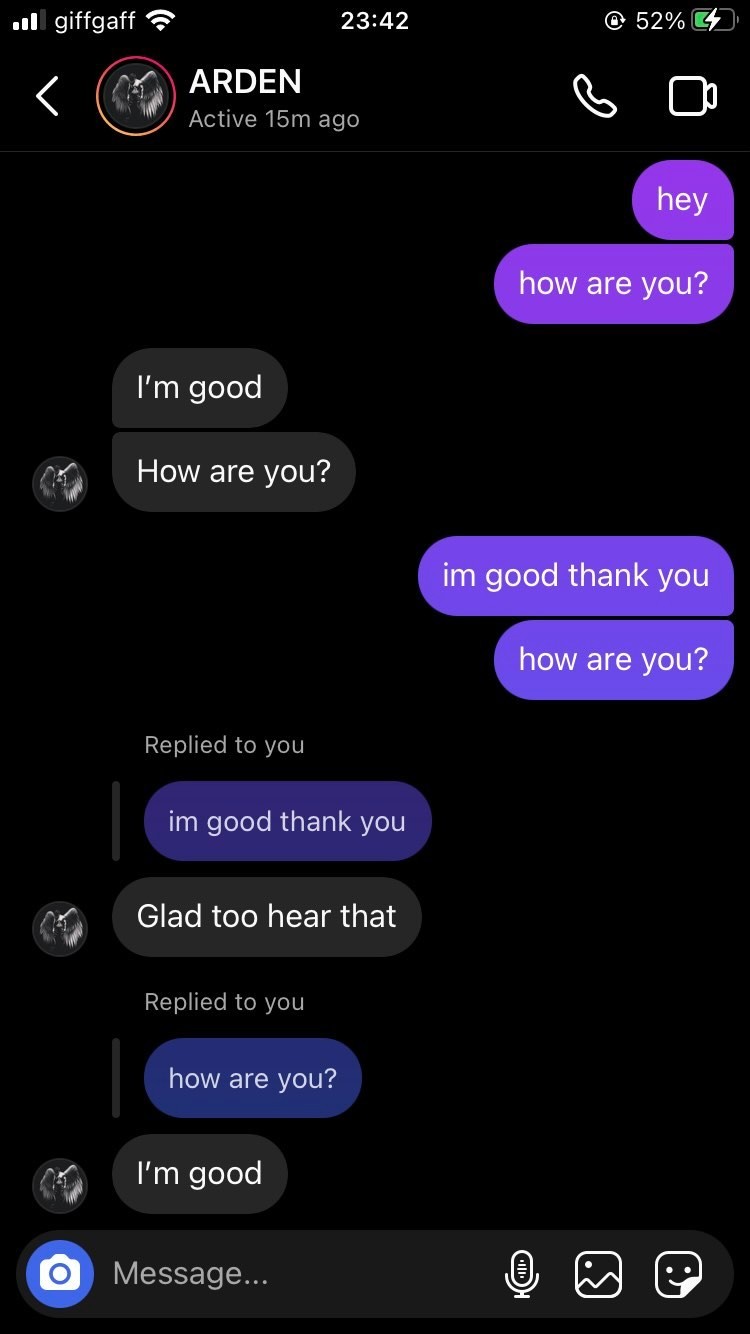 giffgaff 23:42 52%
ARDEN
Active 15m ago
hey
how are you?
I’m good
How are you?
im good thank you
how are you?
Replied to you
im good thank you
Glad too hear that
Replied to you
how are you?
I’m good
Message...